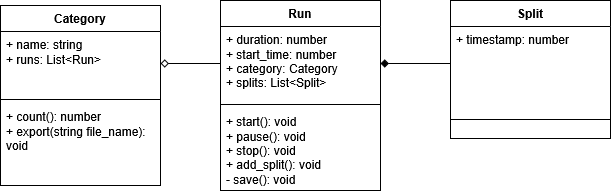 Category
+ name: string
+ runs: List<Run>
+ count(): number
+ export(string file_name):
void
Run
+ duration: number
+ start_time: number
+ category: Category
+ splits: List<Split>
+ start(): void
+ pause(): void
+ stop(): void
+ add_split(): void
- save(): void
Split
+ timestamp: number